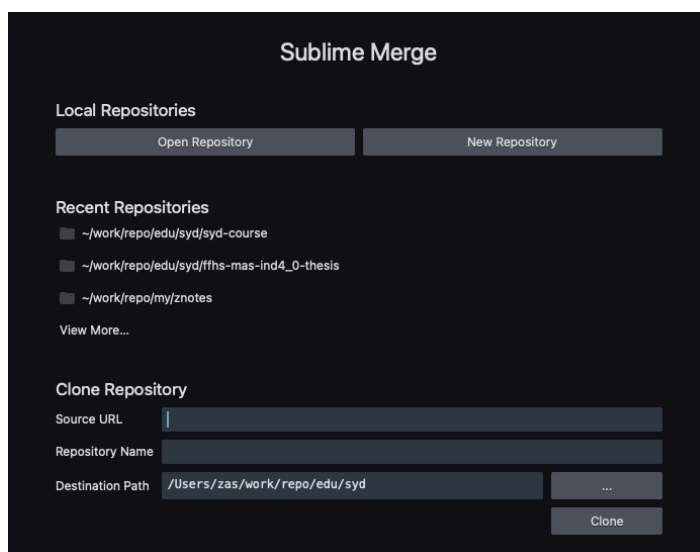 Sublime Merge
Local Repositories
Open Repository
New Repository
Recent Repositories
~/work/repo/edu/syd/syd-course
~/work/repo/edu/syd/ffhs-mas-ind4_0-thesis
~/work/repo/my/znotes
View More...
Clone Repository
Source URL
Repository Name
Destination Path /Users/zas/work/repo/edu/syd ...
Clone